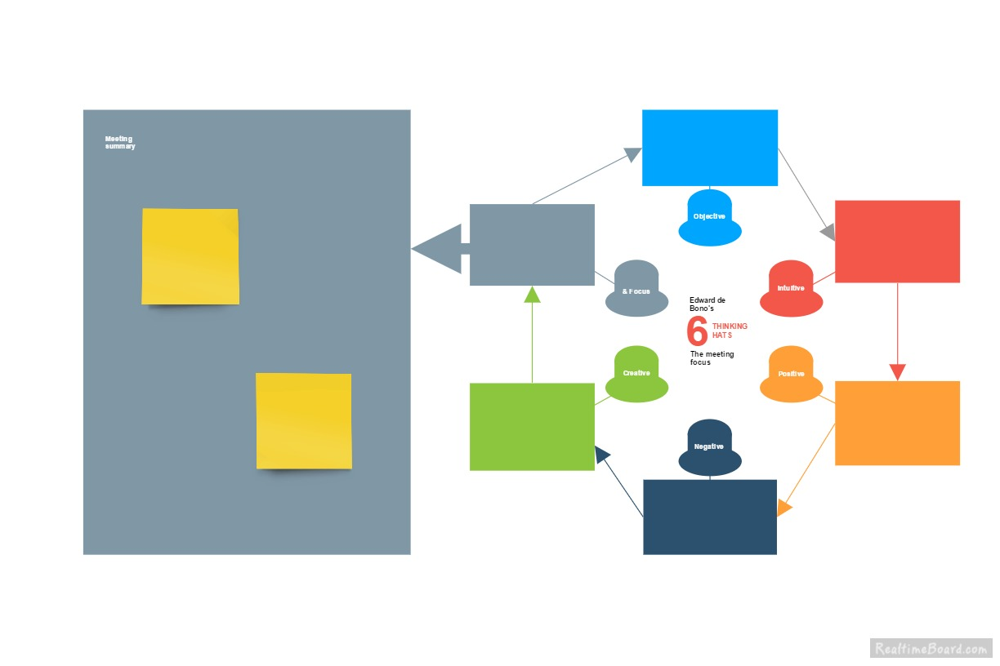 Meeting
summary
Objective
& Focus
Intuitive
Edward de
Bono's
6 THINKING
HATS
The meeting
focus
Creative
Positive
Negative
RealtimeBoard.com